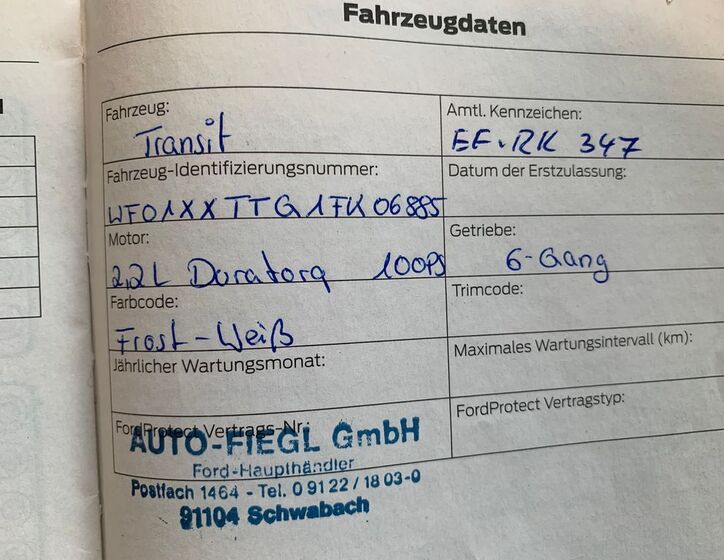 Fahrzeugdaten
Fahrzeug:
Transit
Amtl. Kennzeichen:
EF-RK 347
Fahrzeug-Identifizierungsnummer:
WF01XXTTG1FK06885
Datum der Erstzulassung:
Motor:
2,2L Duratorq 100PS
Getriebe:
6-Gang
Farbcode:
Frost-Weiß
Trimcode:
Jährlicher Wartungsmonat:
Maximales Wartungsintervall (km):
FordProtect Vertrags-Nr.:
FordProtect Vertragstyp:
AUTO-FIEGL GmbH
Ford-Haupthändler
Postfach 1464 - Tel. 0 91 22 / 18 03-0
91104 Schwabach